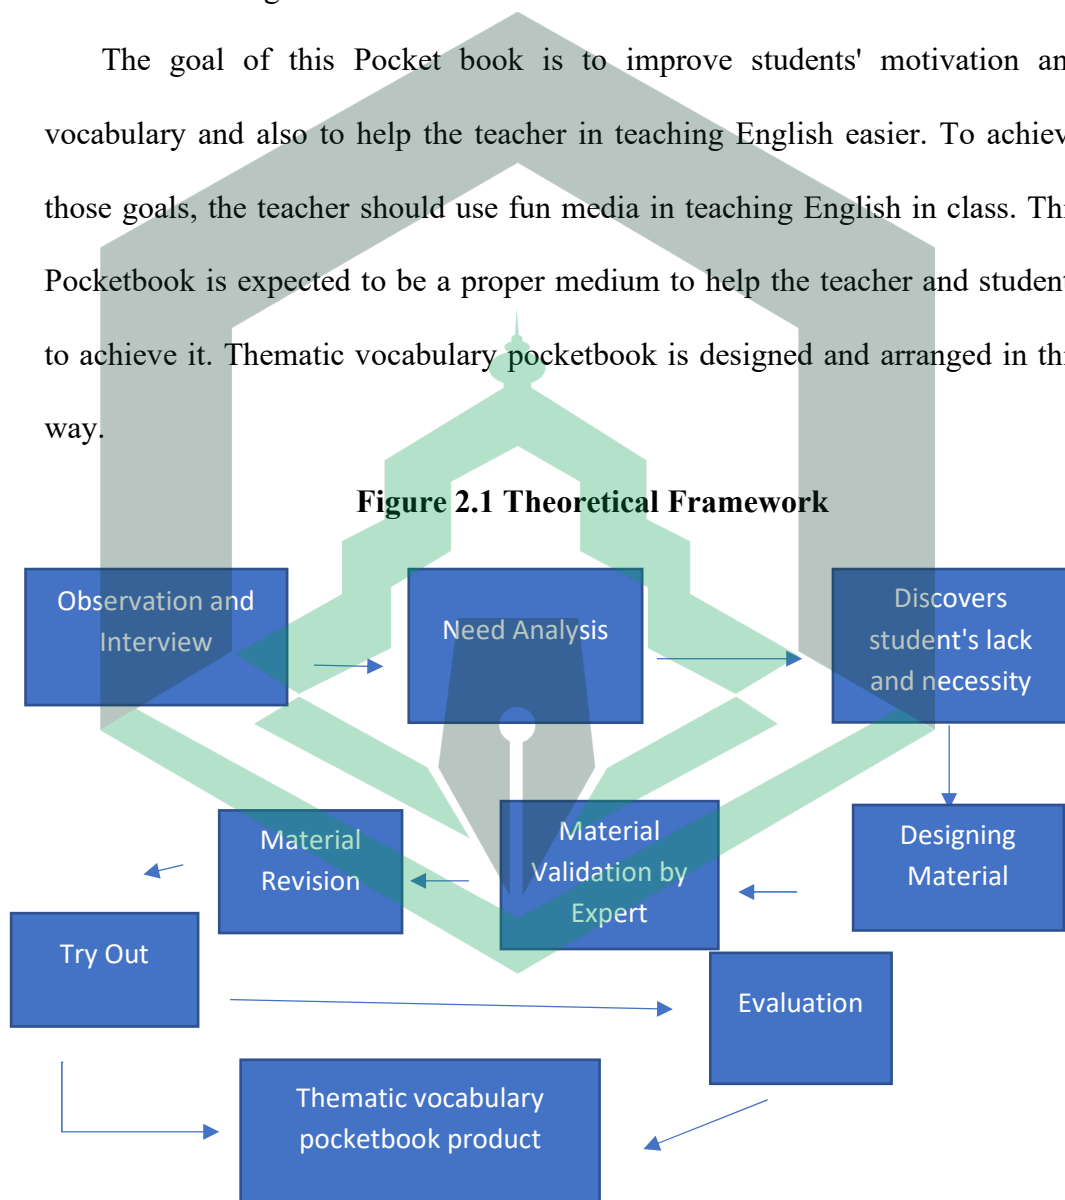 The goal of this Pocket book is to improve students' motivation an
vocabulary and also to help the teacher in teaching English easier. To achiev
those goals, the teacher should use fun media in teaching English in class. Thi
Pocketbook is expected to be a proper medium to help the teacher and student
to achieve it. Thematic vocabulary pocketbook is designed and arranged in thi
way.
Figure 2.1 Theoretical Framework
Observation and
Interview
Need Analysis
Discovers
student's lack
and necessity
Material
Revision
Material
Validation by
Expert
Designing
Material
Try Out
Evaluation
Thematic vocabulary
pocketbook product